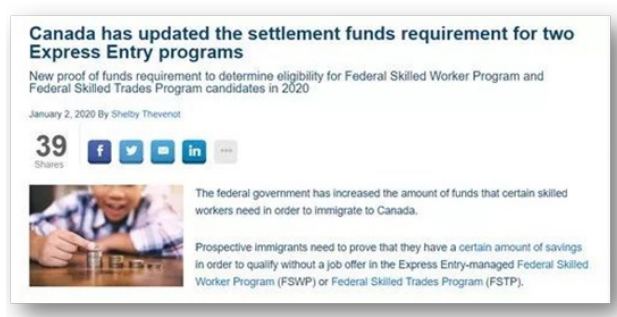 Canada has updated the settlement funds requirement for two
Express Entry programs
New proof of funds requirement to determine eligibility for Federal Skilled Worker Program and
Federal Skilled Trades Program candidates in 2020
January 2, 2020 By Shelby Thevenot
39
Shares
The federal government has increased the amount of funds that certain skilled
workers need in order to immigrate to Canada.
Prospective immigrants need to prove that they have a certain amount of savings
in order to qualify without a job offer in the Express Entry-managed Federal Skilled
Worker Program (FSWP) or Federal Skilled Trades Program (FSTP).